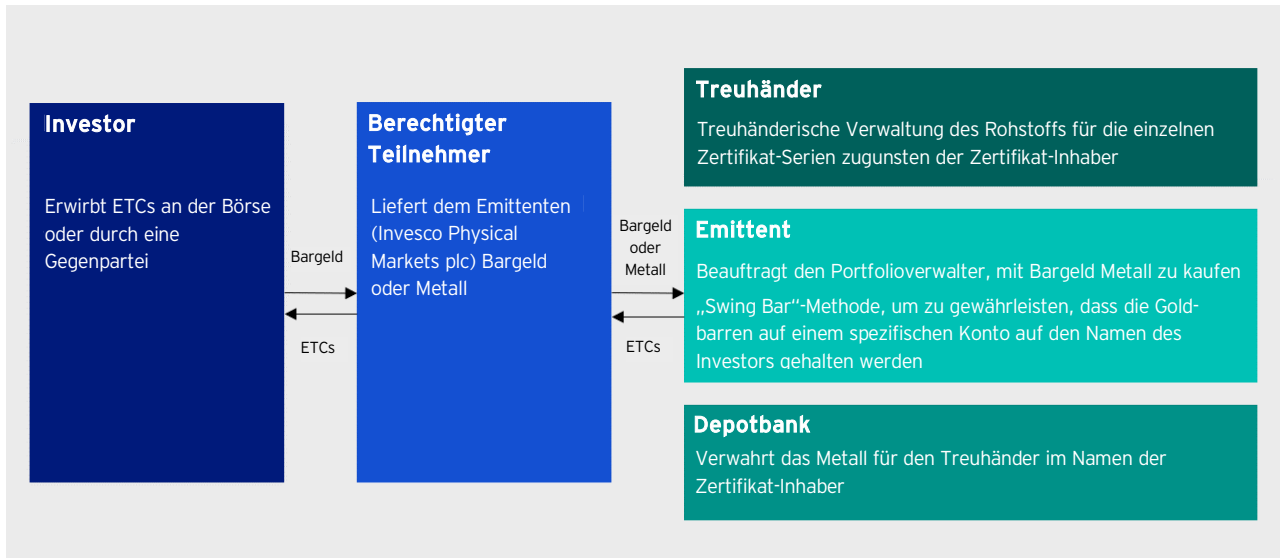 Investor
Erwirbt ETCs an der Börse
oder durch eine
Gegenpartei
Bargeld
ETCs
Berechtigter
Teilnehmer
Liefert dem Emittenten
(Invesco Physical
Markets plc) Bargeld
oder Metall
Bargeld
oder
Metall
ETCs
Treuhänder
Treuhänderische Verwaltung des Rohstoffs für die einzelnen
Zertifikat-Serien zugunsten der Zertifikat-Inhaber
Emittent
Beauftragt den Portfolioverwalter, mit Bargeld Metall zu kaufen
„Swing Bar“-Methode, um zu gewährleisten, dass die Gold-
barren auf einem spezifischen Konto auf den Namen des
Investors gehalten werden
Depotbank
Verwahrt das Metall für den Treuhänder im Namen der
Zertifikat-Inhaber